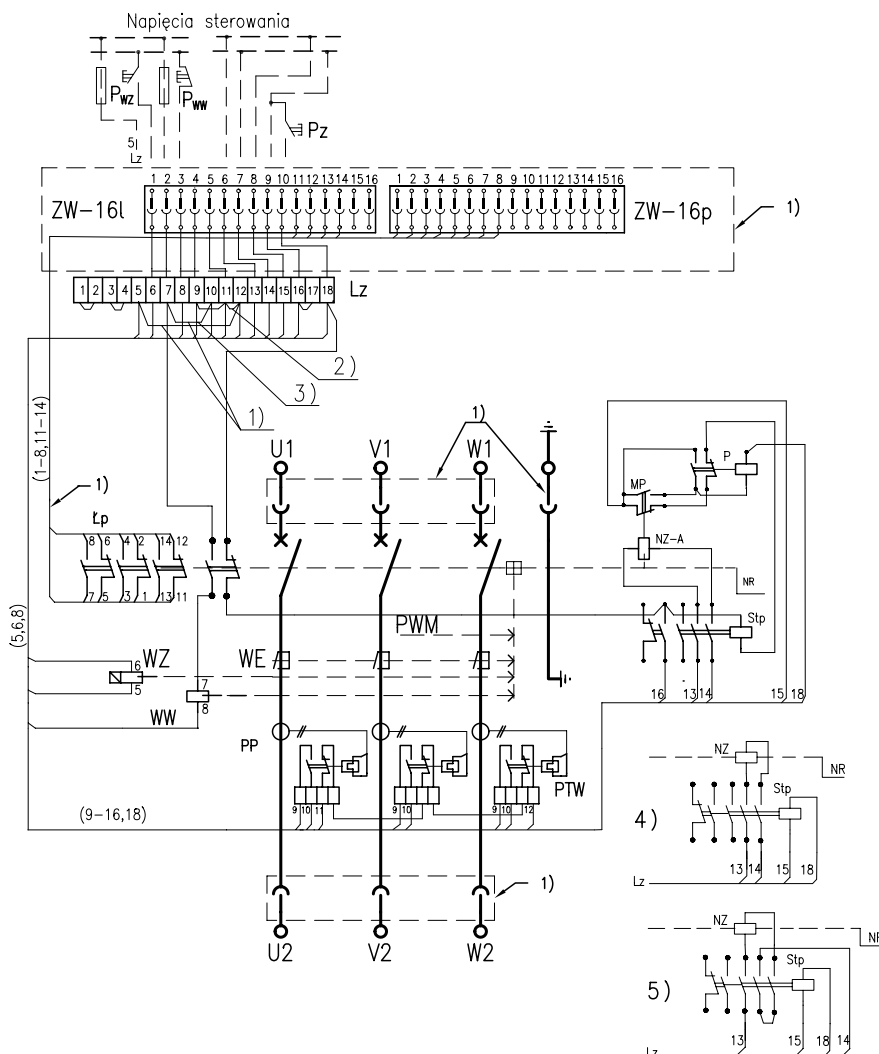 Napięcia sterowania
PWZ
PWW
Pz
5
Lz
1 2 3 4 5 6 7 8 9 10 11 12 13 14 15 16
1 2 3 4 5 6 7 8 9 10 11 12 13 14 15 16
ZW-16l
ZW-16p
1)
1 2 3 4 5 6 7 8 9 10 11 12 13 14 15 16 17 18
Lz
2)
3)
1)
1)
(1-8,11-14)
1)
U1
V1
W1
P
MP
Łp
8 6 4 2 14 12
NZ-A
NR
7 5 3 1 13 11
Stp
(5,6,8)
PWM
WZ
6
5
WE
7
8
WW
16
13
14
15
18
PP
PTW
9 10 11
9 10
9 10 12
(9-16,18)
NZ
NR
Stp
4)
13
14
15
18
Lz
1)
U2
V2
W2
NZ
NR
Stp
5)
13
15
18
14
Lz